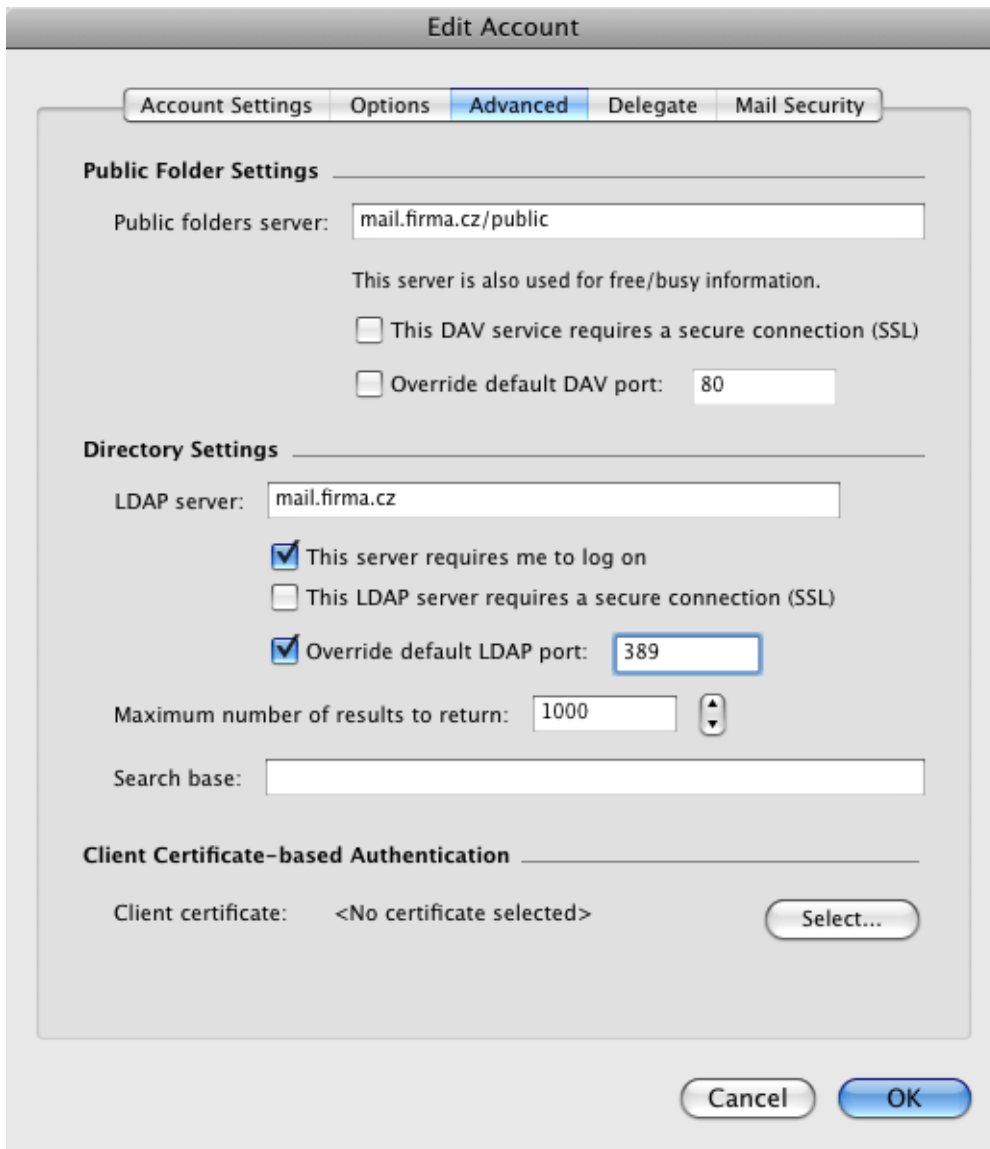 Edit Account
Account Settings Options Advanced Delegate Mail Security
Public Folder Settings
Public folders server: mail.firma.cz/public
This server is also used for free/busy information.
This DAV service requires a secure connection (SSL)
Override default DAV port: 80
Directory Settings
LDAP server: mail.firma.cz
This server requires me to log on
This LDAP server requires a secure connection (SSL)
Override default LDAP port: 389
Maximum number of results to return: 1000
Search base:
Client Certificate-based Authentication
Client certificate: <No certificate selected> Select...
Cancel OK